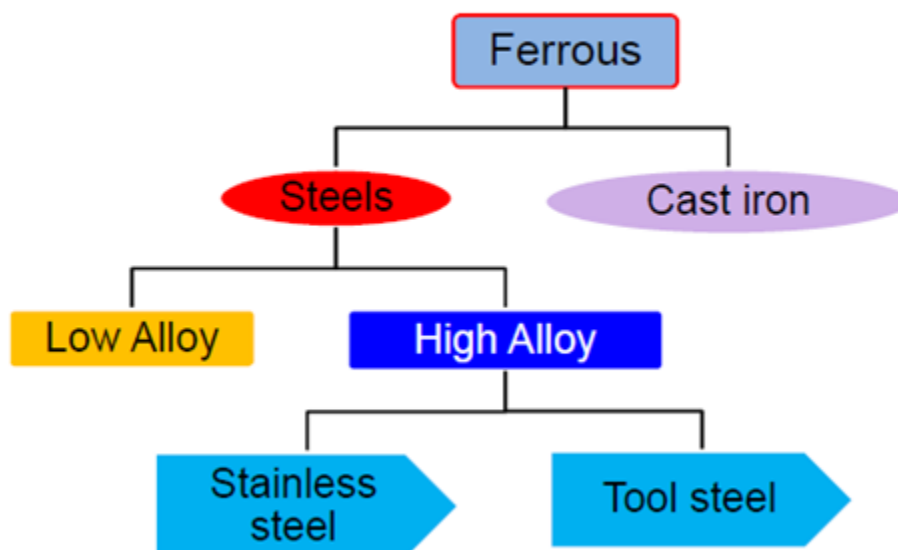 Ferrous
Steels
Cast iron
Low Alloy
High Alloy
Stainless
steel
Tool steel